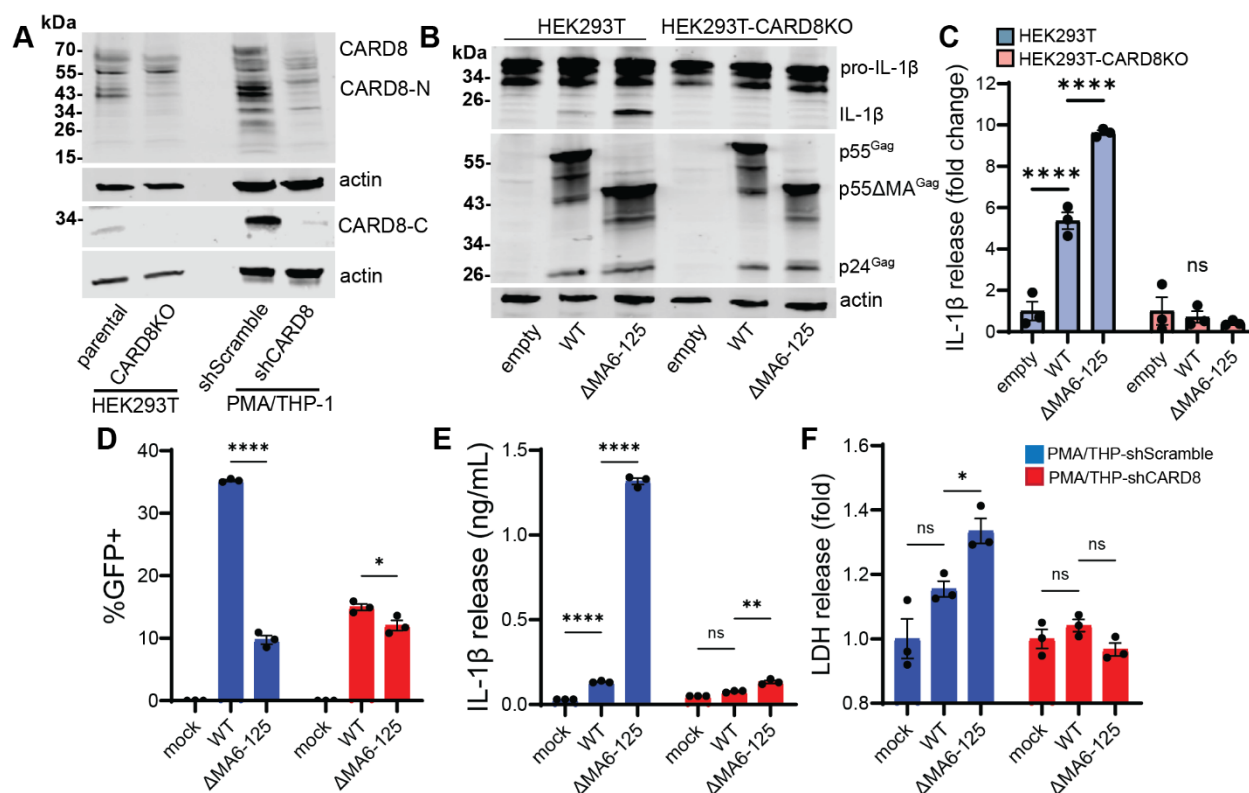 A
kDa
70-
55-
43-
34-
26-
15-
CARD8
CARD8-N
actin
34-
CARD8-C
actin
parental
CARD8KO
shScramble
shCARD8
HEK293T
PMA/THP-1
B
HEK293T
HEK293T-CARD8KO
kDa
43-
34-
26-
pro-IL-1β
IL-1β
55-
43-
34-
26-
p55Gag
p55ΔMAGag
p24Gag
actin
empty
WT
ΔMA6-125
empty
WT
ΔMA6-125
C
HEK293T
HEK293T-CARD8KO
IL-1β release (fold change)
12
10
8
6
4
2
0
****
****
ns
empty
WT
ΔMA6-125
empty
WT
ΔMA6-125
D
%GFP+
40
30
20
10
0
****
*
mock
WT
ΔMA6-125
mock
WT
ΔMA6-125
E
IL-1β release (ng/mL)
1.5
1.0
0.5
0.0
****
****
ns
**
mock
WT
ΔMA6-125
mock
WT
ΔMA6-125
F
PMA/THP-shScramble
PMA/THP-shCARD8
LDH release (fold)
1.6
1.4
1.2
1.0
0.8
ns
*
ns
ns
mock
WT
ΔMA6-125
mock
WT
ΔMA6-125